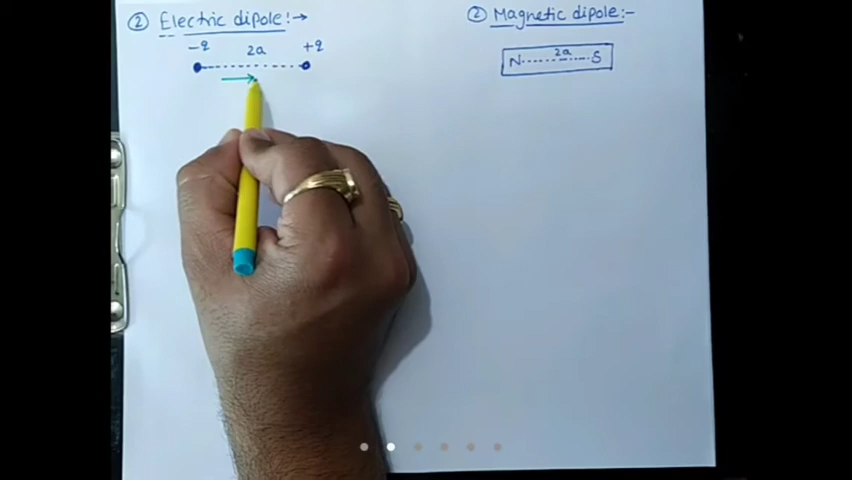 ② Electric dipole:→
-q 2a +q
② Magnetic dipole:-
N 2a S